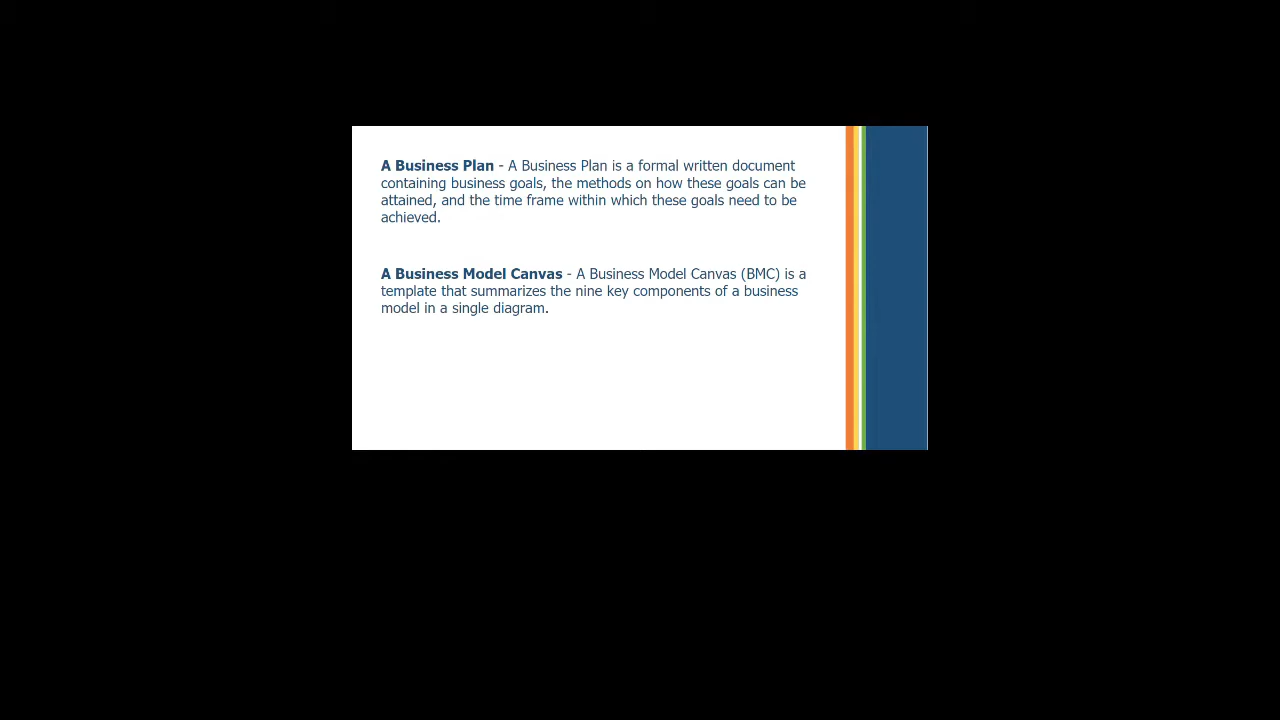 A Business Plan - A Business Plan is a formal written document
containing business goals, the methods on how these goals can be
attained, and the time frame within which these goals need to be
achieved.
A Business Model Canvas - A Business Model Canvas (BMC) is a
template that summarizes the nine key components of a business
model in a single diagram.